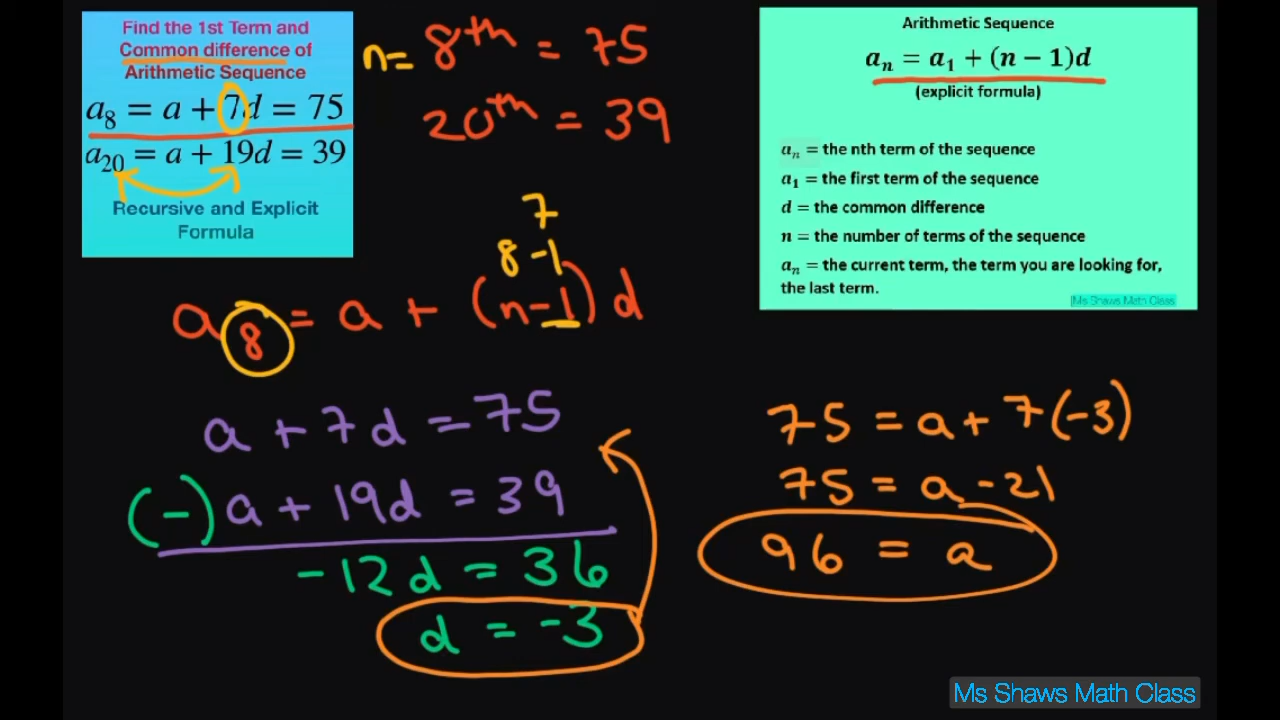 Find the 1st Term and
Common difference of
Arithmetic Sequence
a₈ = a + 7d = 75
a₂₀ = a + 19d = 39
Recursive and Explicit
Formula
n= 8th = 75
20th = 39
7
8 -1
a₈ = a + (n-1) d
a + 7d = 75
(-) a + 19d = 39
-12d = 36
d = -3
Arithmetic Sequence
aₙ = a₁ + (n − 1)d
(explicit formula)
aₙ = the nth term of the sequence
a₁ = the first term of the sequence
d = the common difference
n = the number of terms of the sequence
aₙ = the current term, the term you are looking for,
the last term.
Ms Shaws Math Class
75 = a + 7(-3)
75 = a -21
96 = a
Ms Shaws Math Class